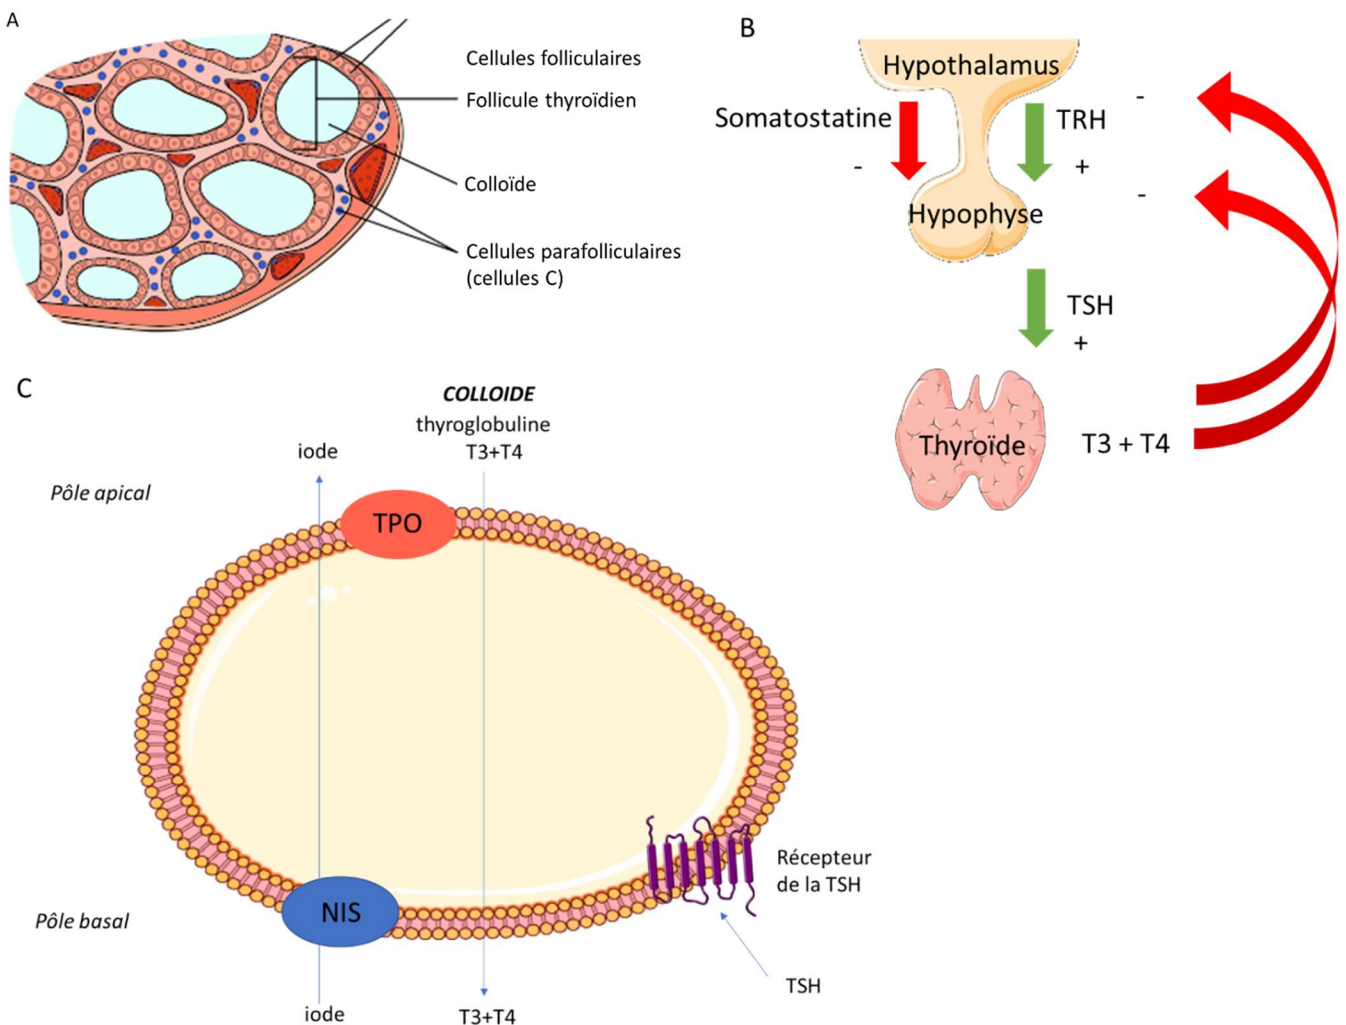 A
Cellules folliculaires
Follicule thyroïdien
Colloïde
Cellules parafolliculaires
(cellules C)
B
Hypothalamus
Somatostatine
TRH
-
-
+
-
Hypophyse
TSH
+
Thyroïde
T3 + T4
C
COLLOIDE
thyroglobuline
iode
T3+T4
Pôle apical
TPO
Récepteur
de la TSH
NIS
Pôle basal
TSH
iode
T3+T4